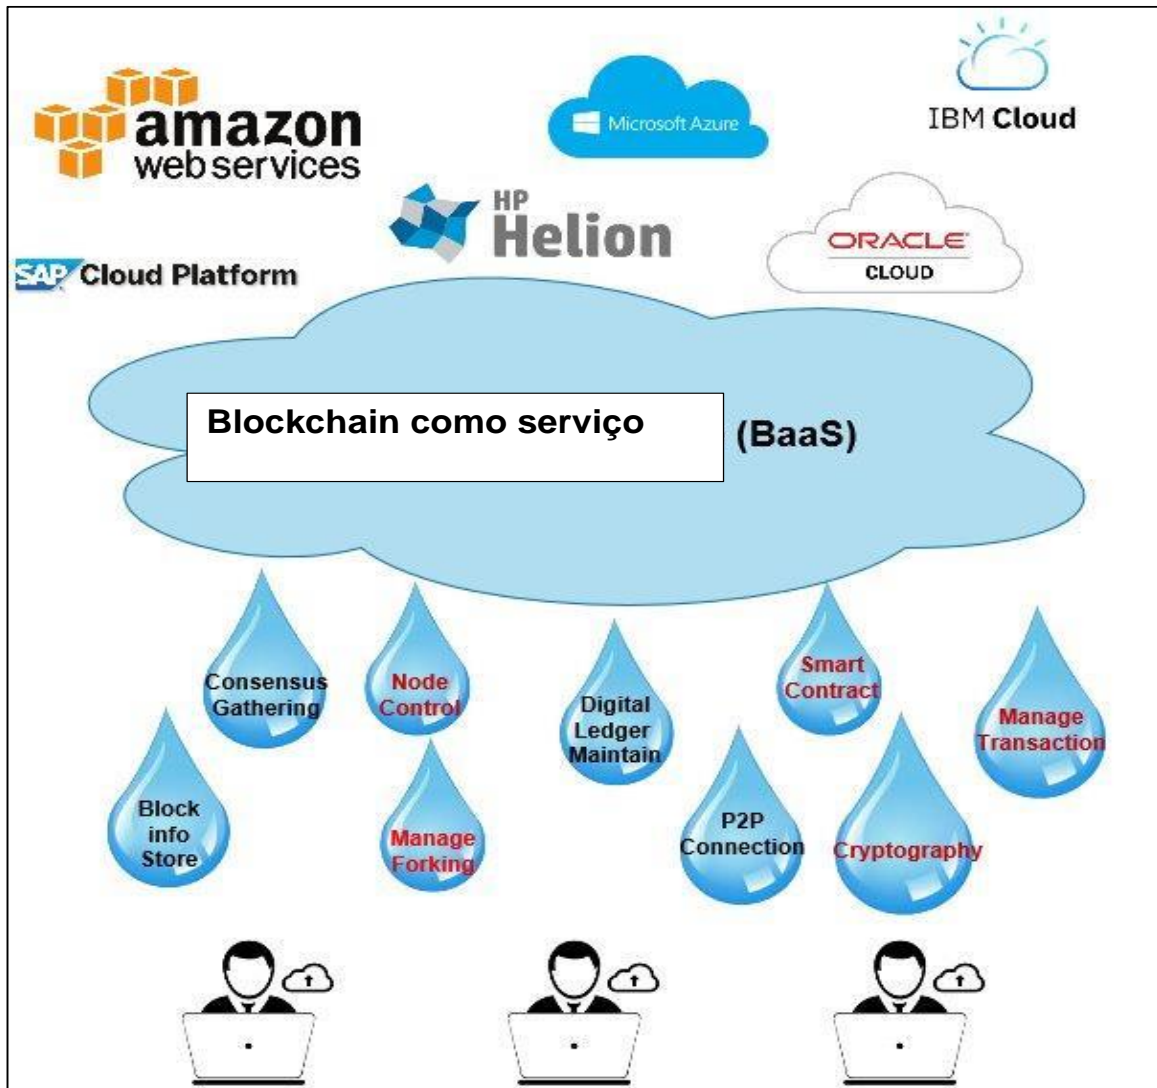 amazon
web services
Microsoft Azure
IBM Cloud
HP
Helion
ORACLE
CLOUD
SAP Cloud Platform
Blockchain como serviço
(BaaS)
Consensus
Gathering
Node
Control
Digital
Ledger
Maintain
Smart
Contract
Manage
Transaction
Block
info
Store
Manage
Forking
P2P
Connection
Cryptography